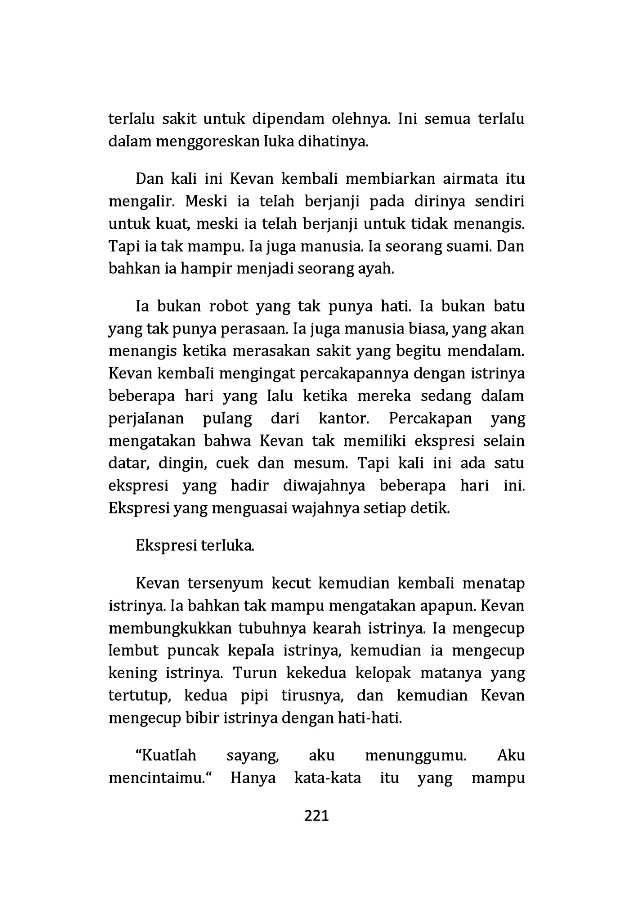 terlalu sakit untuk dipendam olehnya. Ini semua terlalu
dalam menggoreskan luka dihatinya.
Dan kali ini Kevan kembali membiarkan airmata itu
mengalir. Meski ia telah berjanji pada dirinya sendiri
untuk kuat, meski ia telah berjanji untuk tidak menangis.
Tapi ia tak mampu. Ia juga manusia. Ia seorang suami. Dan
bahkan ia hampir menjadi seorang ayah.
Ia bukan robot yang tak punya hati. Ia bukan batu
yang tak punya perasaan. Ia juga manusia biasa, yang akan
menangis ketika merasakan sakit yang begitu mendalam.
Kevan kembali mengingat percakapannya dengan istrinya
beberapa hari yang lalu ketika mereka sedang dalam
perjalanan pulang dari kantor. Percakapan yang
mengatakan bahwa Kevan tak memiliki ekspresi selain
datar, dingin, cuek dan mesum. Tapi kali ini ada satu
ekspresi yang hadir diwajahnya beberapa hari ini.
Ekspresi yang menguasai wajahnya setiap detik.
Ekspresi terluka.
Kevan tersenyum kecut kemudian kembali menatap
istrinya. Ia bahkan tak mampu mengatakan apapun. Kevan
membungkukkan tubuhnya kearah istrinya. Ia mengecup
lembut puncak kepala istrinya, kemudian ia mengecup
kening istrinya. Turun kekedua kelopak matanya yang
tertutup, kedua pipi tirusnya, dan kemudian Kevan
mengecup bibir istrinya dengan hati-hati.
“Kuatlah sayang, aku menunggumu. Aku
mencintaimu.“ Hanya kata-kata itu yang mampu
221